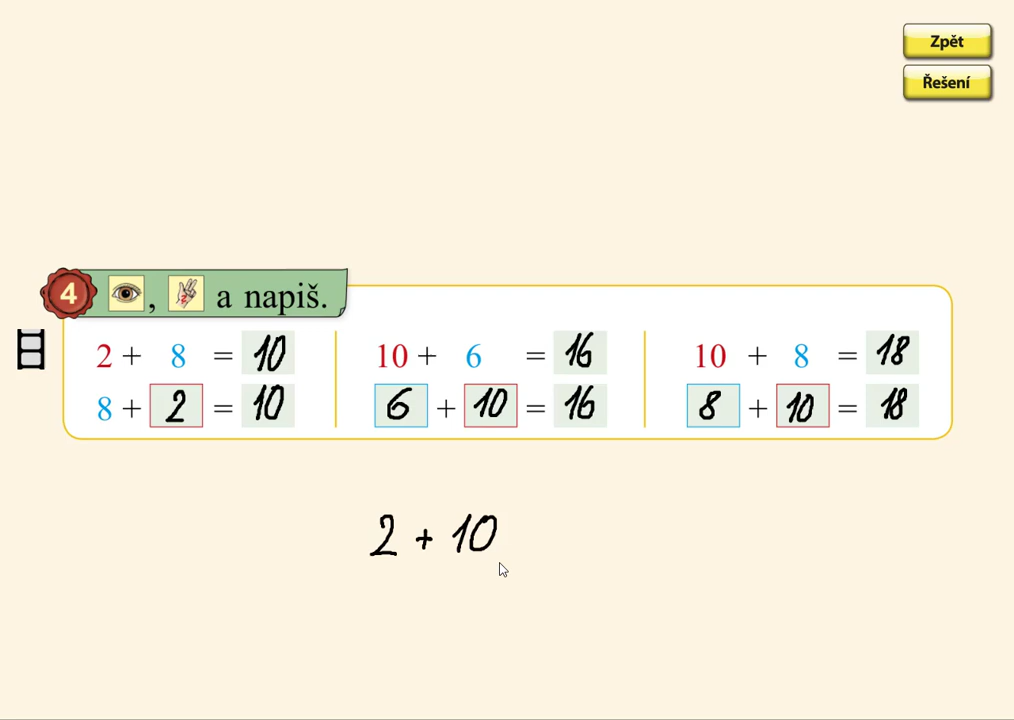 Zpět
Řešení
4 , a napiš.
2 + 8 = 10
8 + 2 = 10
10 + 6 = 16
6 + 10 = 16
10 + 8 = 18
8 + 10 = 18
2 + 10